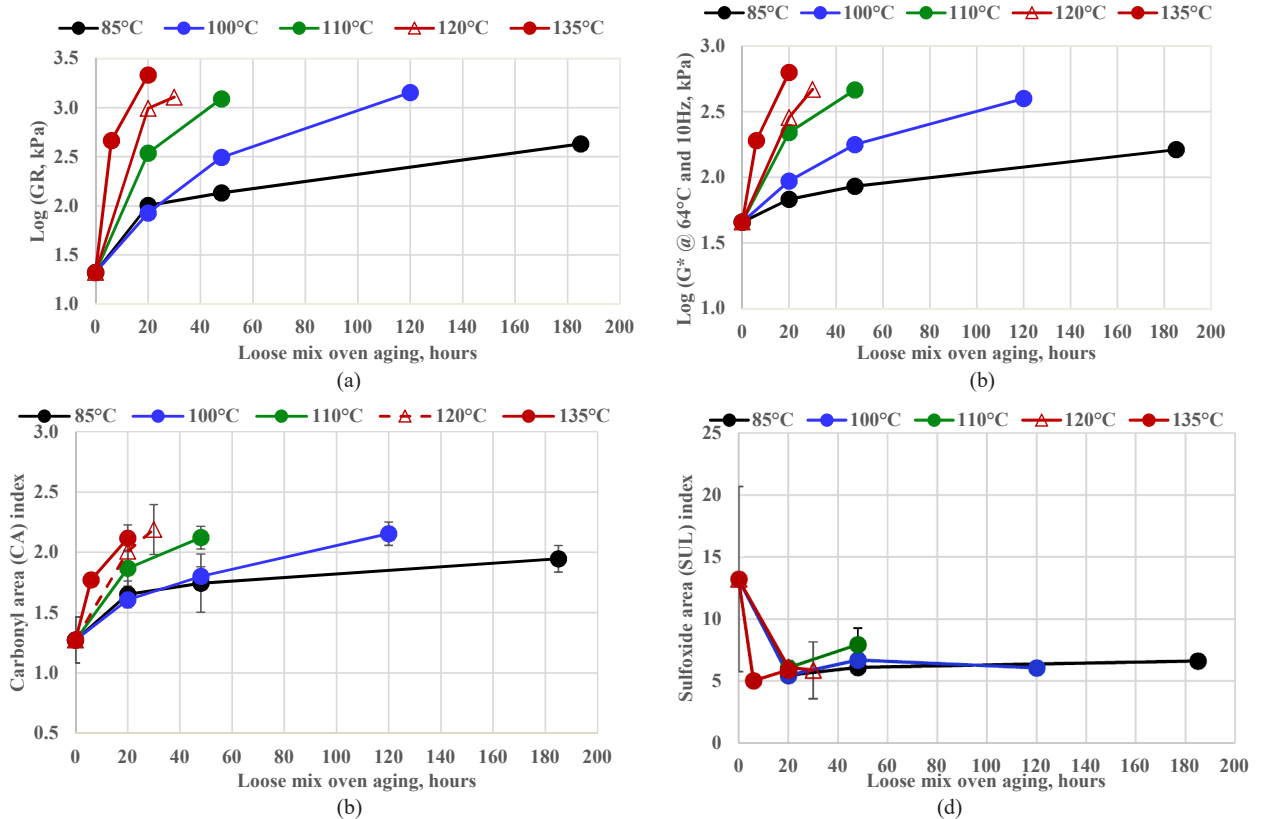 85°C 100°C 110°C 120°C 135°C
Log (GR, kPa)
3.5
3.0
2.5
2.0
1.5
1.0
0 20 40 60 80 100 120 140 160 180 200
Loose mix oven aging, hours
(a)
85°C 100°C 110°C 120°C 135°C
Log (G* @ 64°C and 10Hz, kPa)
3.0
2.5
2.0
1.5
1.0
0 20 40 60 80 100 120 140 160 180 200
Loose mix oven aging, hours
(b)
85°C 100°C 110°C 120°C 135°C
Carbonyl area (CA) index
3.0
2.5
2.0
1.5
1.0
0.5
0 20 40 60 80 100 120 140 160 180 200
Loose mix oven aging, hours
(b)
85°C 100°C 110°C 120°C 135°C
Sulfoxide area (SUL) index
25
20
15
10
5
0
0 20 40 60 80 100 120 140 160 180 200
Loose mix oven aging, hours
(d)